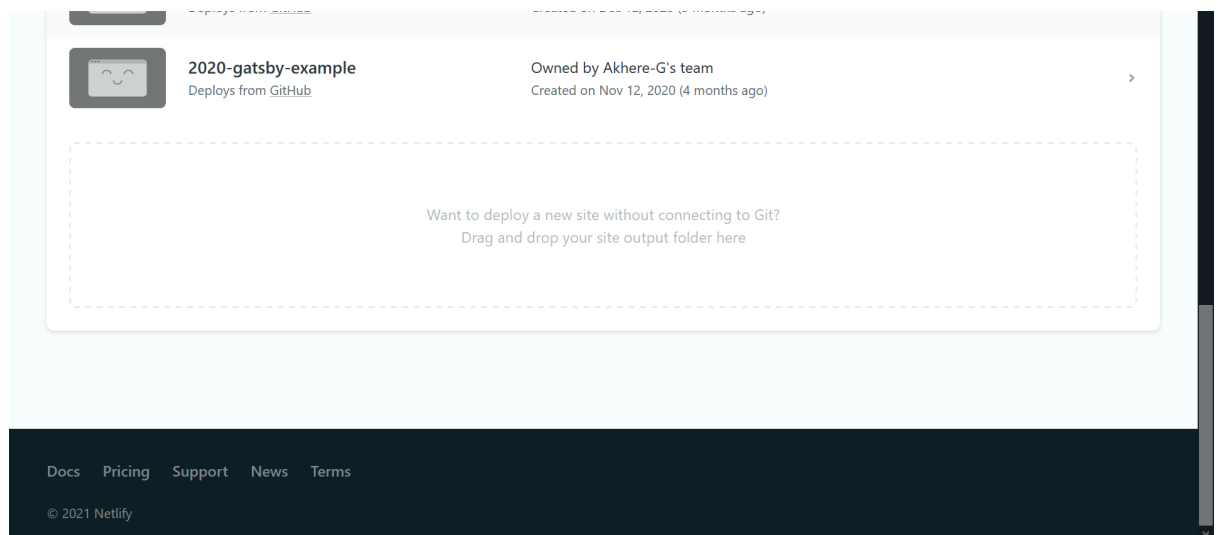 2020-gatsby-example
Deploys from GitHub
Owned by Akhere-G's team
Created on Nov 12, 2020 (4 months ago)
Want to deploy a new site without connecting to Git?
Drag and drop your site output folder here
Docs Pricing Support News Terms
© 2021 Netlify